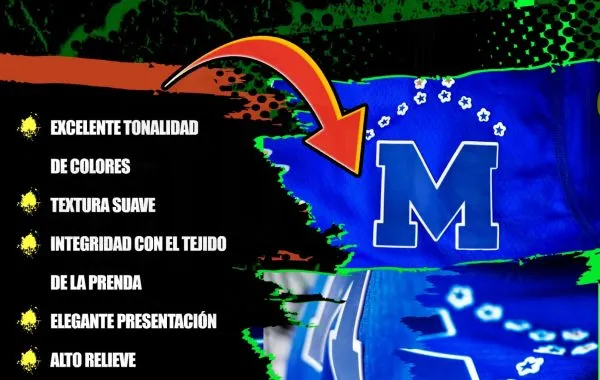 EXCELENTE TONALIDAD
DE COLORES
TEXTURA SUAVE
INTEGRIDAD CON EL TEJIDO
DE LA PRENDA
ELEGANTE PRESENTACIÓN
ALTO RELIEVE
M